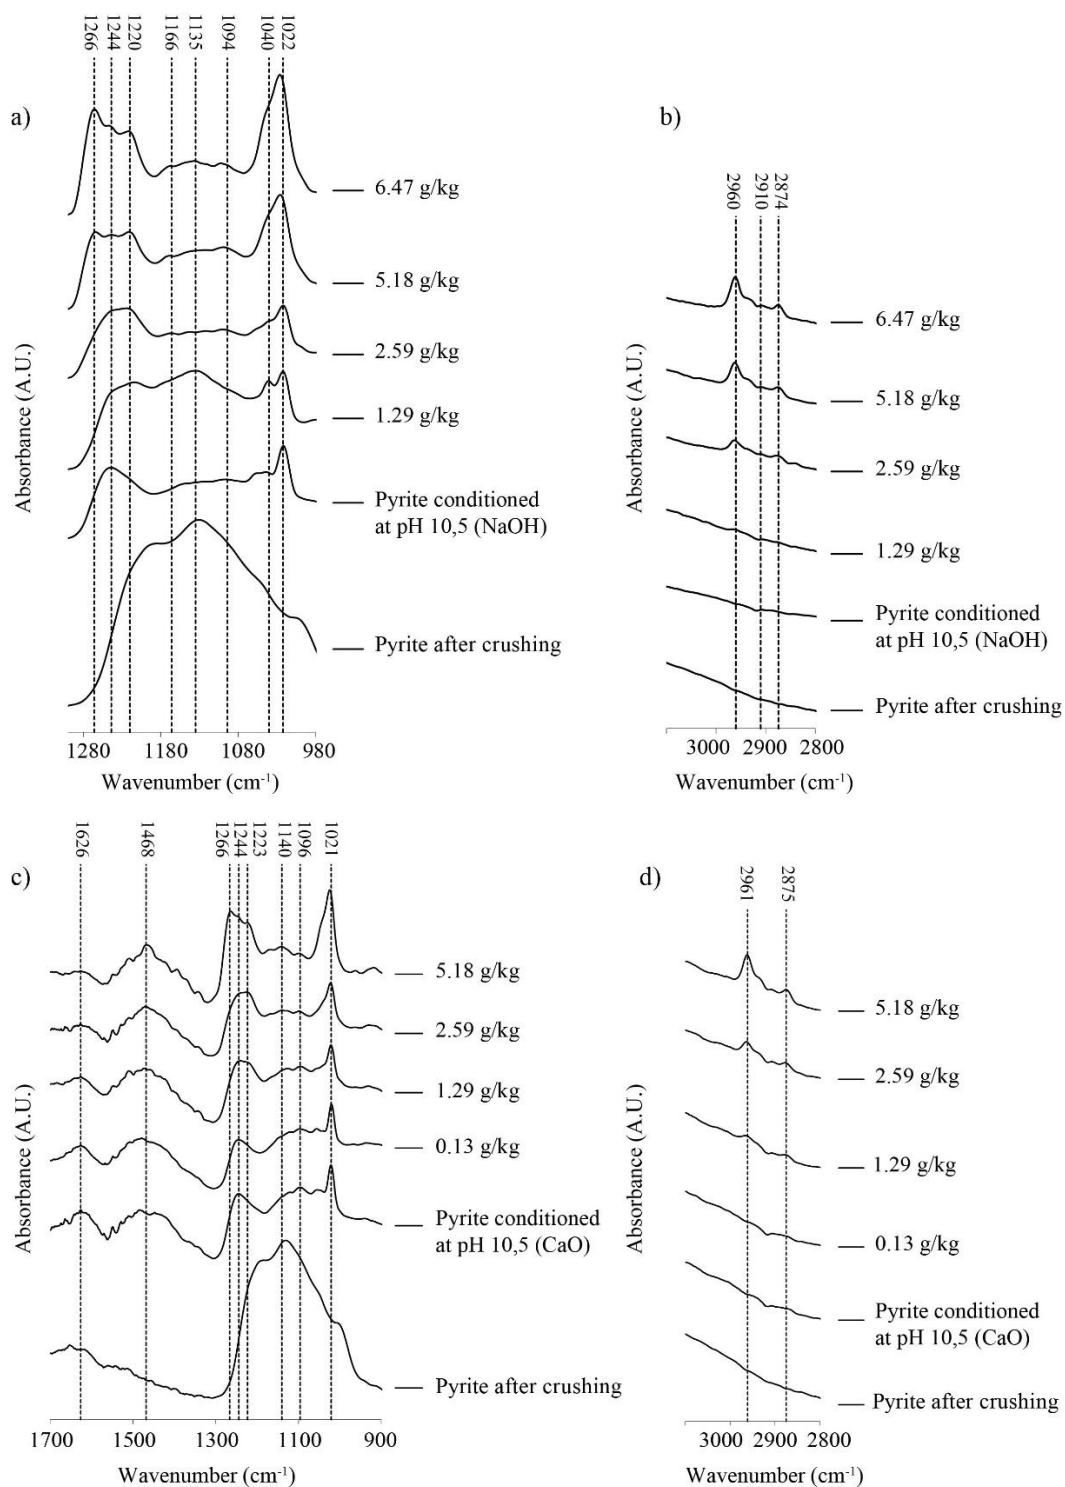 a)
1266
1244
1220
1166
1135
1094
1040
1022
6.47 g/kg
5.18 g/kg
2.59 g/kg
1.29 g/kg
Pyrite conditioned
at pH 10,5 (NaOH)
Pyrite after crushing
Absorbance (A.U.)
1280
1180
1080
980
Wavenumber (cm⁻¹)
b)
2960
2910
2874
6.47 g/kg
5.18 g/kg
2.59 g/kg
1.29 g/kg
Pyrite conditioned
at pH 10,5 (NaOH)
Pyrite after crushing
Absorbance (A.U.)
3000
2900
2800
Wavenumber (cm⁻¹)
c)
1626
1468
1266
1244
1223
1140
1096
1021
5.18 g/kg
2.59 g/kg
1.29 g/kg
0.13 g/kg
Pyrite conditioned
at pH 10,5 (CaO)
Pyrite after crushing
Absorbance (A.U.)
1700
1500
1300
1100
900
Wavenumber (cm⁻¹)
d)
2961
2875
5.18 g/kg
2.59 g/kg
1.29 g/kg
0.13 g/kg
Pyrite conditioned
at pH 10,5 (CaO)
Pyrite after crushing
Absorbance (A.U.)
3000
2900
2800
Wavenumber (cm⁻¹)